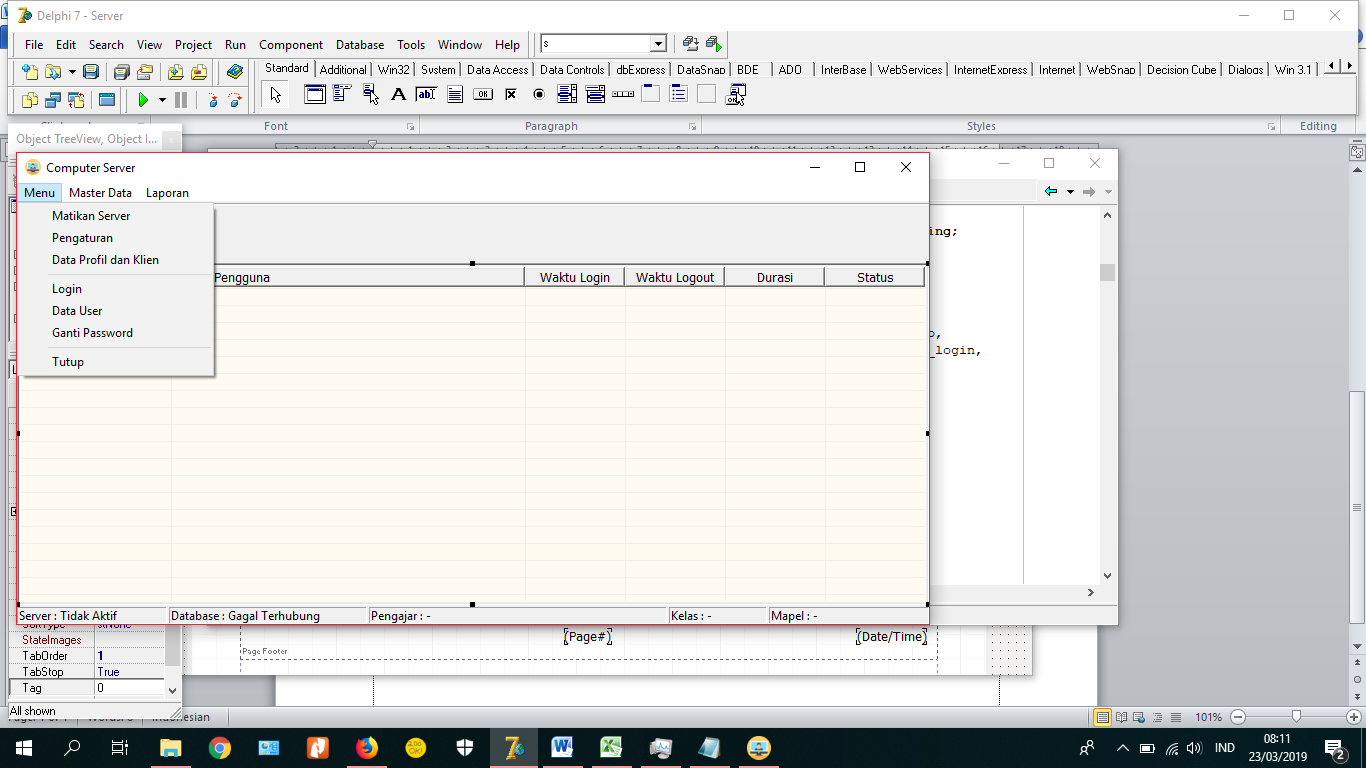 Delphi 7 - Server
File Edit Search View Project Run Component Database Tools Window Help
s
Standard Additional Win32 System Data Access Data Controls dbExpress DataSnap BDE ADO InterBase WebServices InternetExpress Internet WebSnap Decision Cube Dialogs Win 3.1
Font Paragraph Styles Editing
Object TreeView, Object I...
Computer Server
Menu Master Data Laporan
Matikan Server
Pengaturan
Data Profil dan Klien
Login
Data User
Ganti Password
Tutup
Pengguna Waktu Login Waktu Logout Durasi Status
ing;
_login,
Server : Tidak Aktif Database : Gagal Terhubung Pengajar : - Kelas : - Mapel : -
StateImages
TabOrder 1
TabStop True
Tag 0
All shown
(Page#) (Date/Time)
Page Footer
Indonesian
101%
IND
08:11
23/03/2019
2